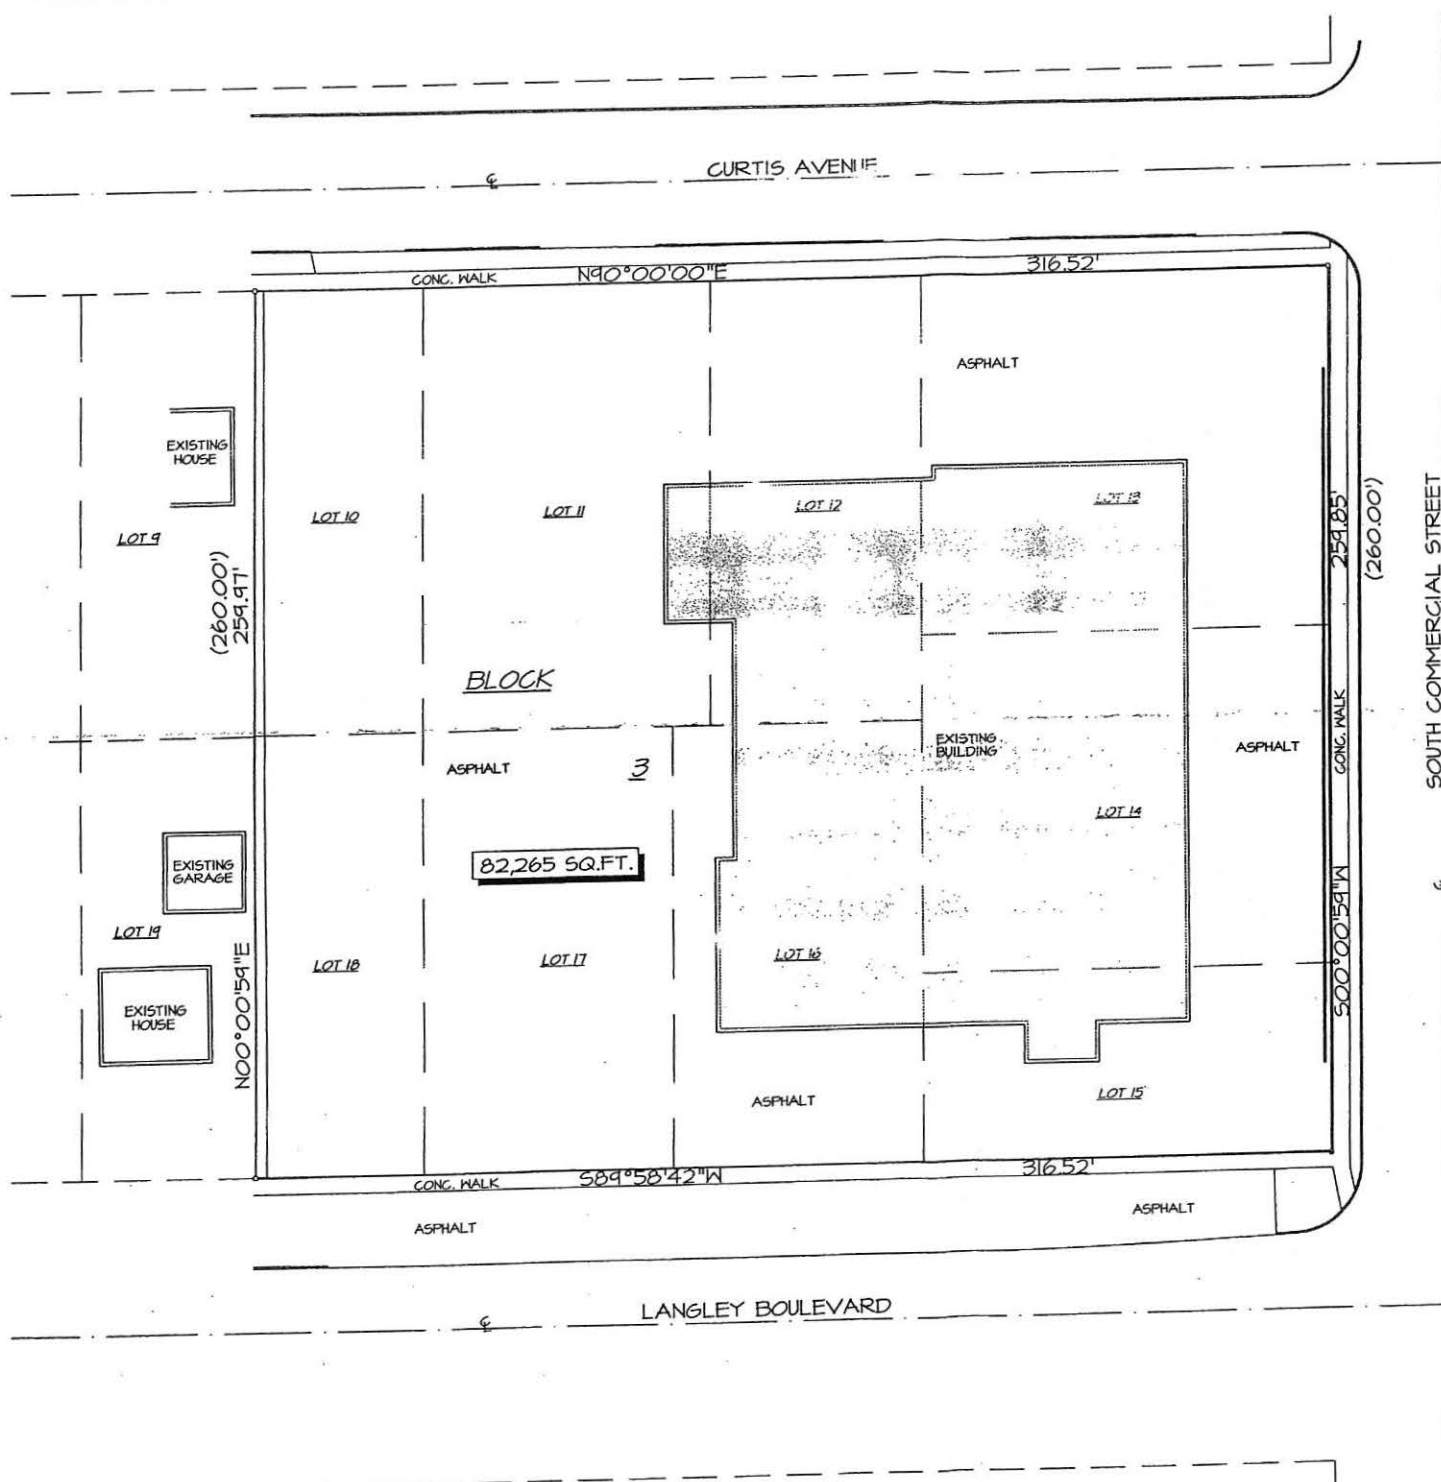 CURTIS AVENUE
CONC. WALK
N90°00'00"E
316.52'
ASPHALT
EXISTING
HOUSE
LOT 9
LOT 10
LOT 11
LOT 12
LOT 13
(260.00')
259.97'
259.85'
(260.00')
SOUTH COMMERCIAL STREET
BLOCK
3
ASPHALT
EXISTING
BUILDING
ASPHALT
CONC. WALK
LOT 14
82,265 SQ.FT.
EXISTING
GARAGE
LOT 19
LOT 18
LOT 17
LOT 16
N00°00'59"E
S00°00'59"W
EXISTING
HOUSE
ASPHALT
LOT 15
CONC. WALK
S89°58'42"W
316.52'
ASPHALT
ASPHALT
LANGLEY BOULEVARD